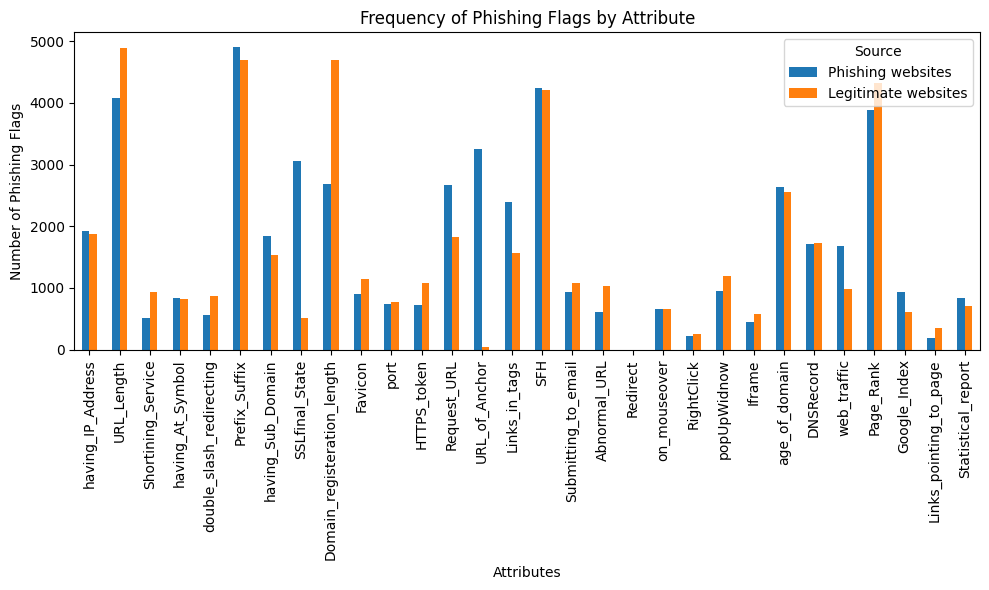 Frequency of Phishing Flags by Attribute
Number of Phishing Flags
5000
4000
3000
2000
1000
0
Source
Phishing websites
Legitimate websites
having_IP_Address
URL_Length
Shortining_Service
having_At_Symbol
double_slash_redirecting
Prefix_Suffix
having_Sub_Domain
SSLfinal_State
Domain_registeration_length
Favicon
port
HTTPS_token
Request_URL
URL_of_Anchor
Links_in_tags
SFH
Submitting_to_email
Abnormal_URL
Redirect
on_mouseover
RightClick
popUpWidnow
Iframe
age_of_domain
DNSRecord
web_traffic
Page_Rank
Google_Index
Links_pointing_to_page
Statistical_report
Attributes